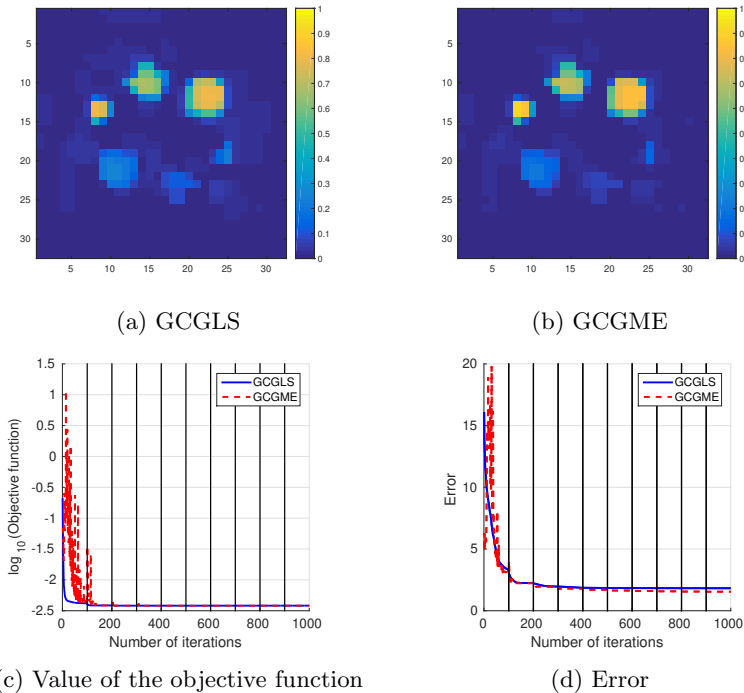 5
10
15
20
25
30
5 10 15 20 25 30
1
0.9
0.8
0.7
0.6
0.5
0.4
0.3
0.2
0.1
0
5
10
15
20
25
30
5 10 15 20 25 30
1
0
(a) GCGLS
(b) GCGME
1.5
1
0.5
0
-0.5
-1
-1.5
-2
-2.5
log10(Objective function)
GCGLS
GCGME
0 200 400 600 800 1000
Number of iterations
20
15
10
5
0
Error
GCGLS
GCGME
0 200 400 600 800 1000
Number of iterations
(c) Value of the objective function
(d) Error